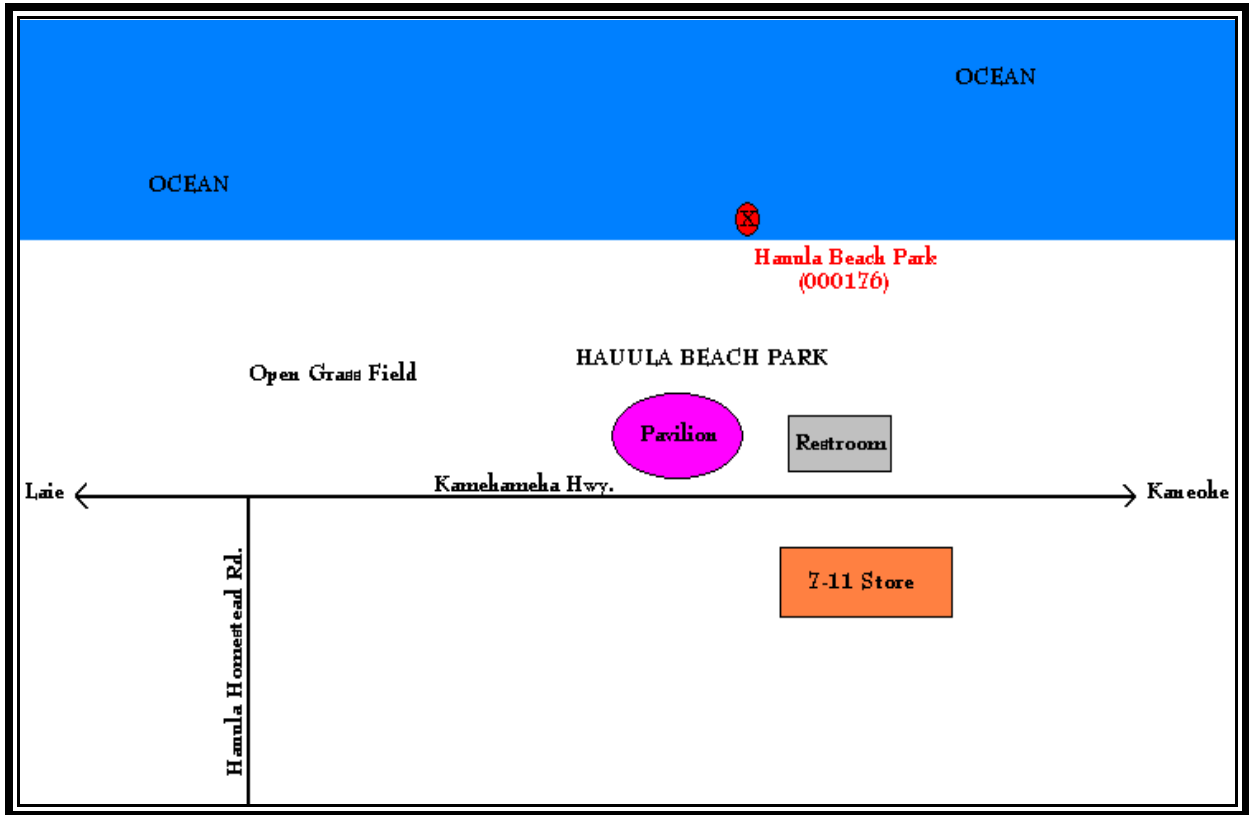 OCEAN
OCEAN
X
Hauula Beach Park
(000176)
HAUULA BEACH PARK
Open Grass Field
Pavilion
Restroom
Kamehameha Hwy.
Laie
Kaneohe
7-11 Store
Hauula Homestead Rd.